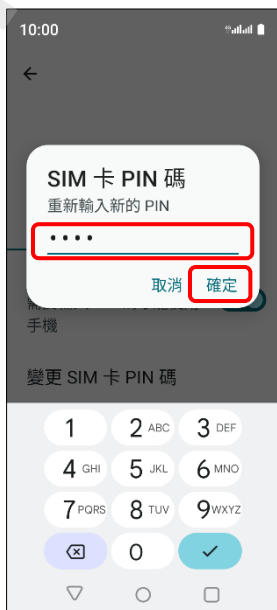 10:00
SIM 卡 PIN 碼
重新輸入新的 PIN
••••
取消 確定
手機
變更 SIM 卡 PIN 碼
1 2 ABC 3 DEF
4 GHI 5 JKL 6 MNO
7 PQRS 8 TUV 9 WXYZ
0